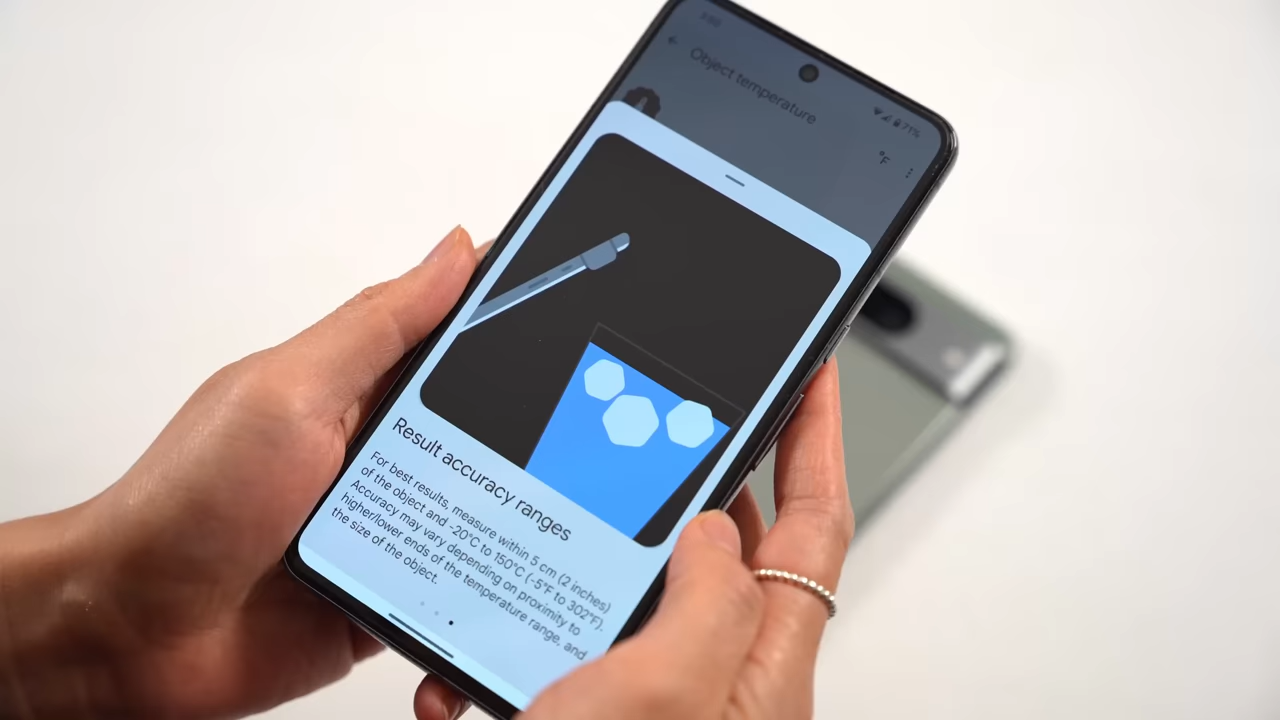 Object temperature
71%
°F
Result accuracy ranges
For best results, measure within 5 cm (2 inches)
of the object and -20°C to 150°C (-5°F to 302°F).
Accuracy may vary depending on proximity to
higher/lower ends of the temperature range, and
the size of the object.